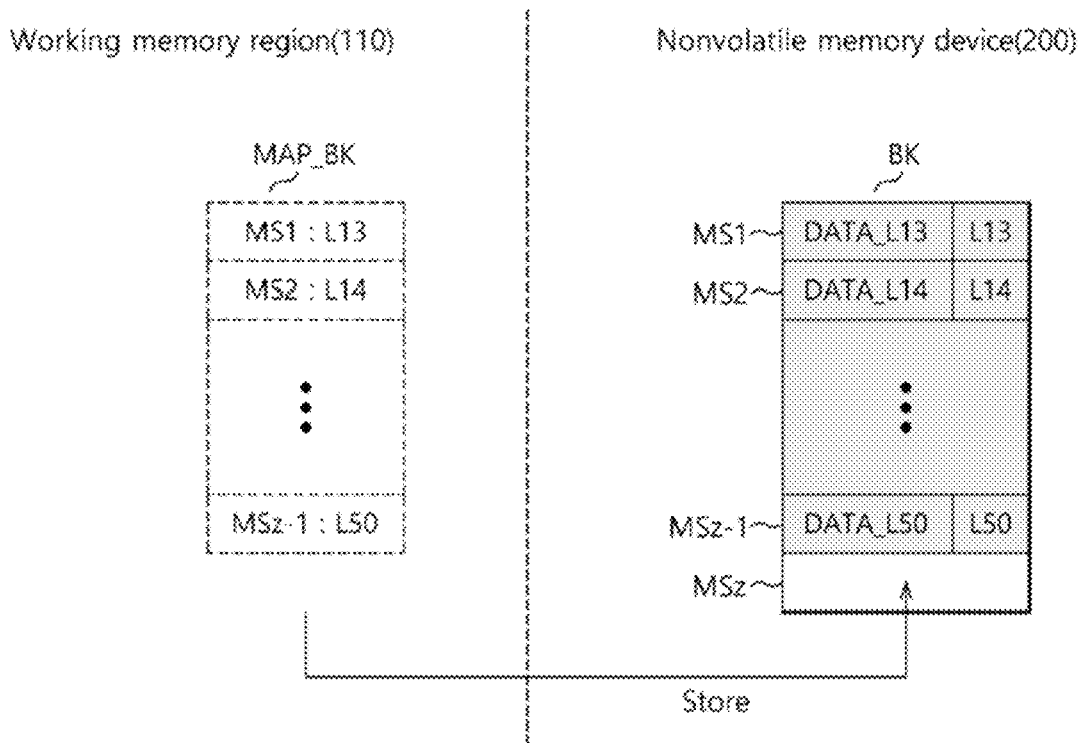 Working memory region(110)
Nonvolatile memory device(200)
MAP_BK
BK
MS1 : L13
MS1
DATA_L13
L13
MS2 : L14
MS2
DATA_L14
L14
MSz-1 : L50
MSz-1
DATA_L50
L50
MSz
Store